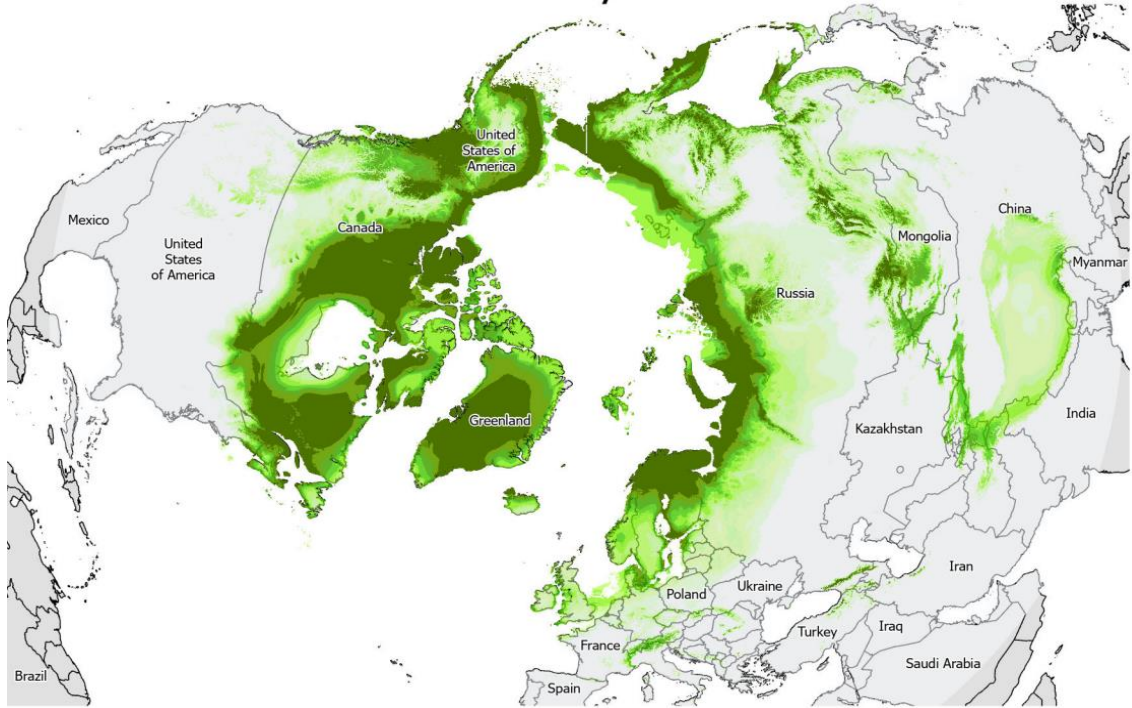 United
States of
America
Mexico
United
States
of America
Canada
China
Mongolia
Myanmar
Russia
Greenland
Kazakhstan
India
Iran
Poland
Ukraine
France
Turkey
Iraq
Saudi Arabia
Brazil
Spain